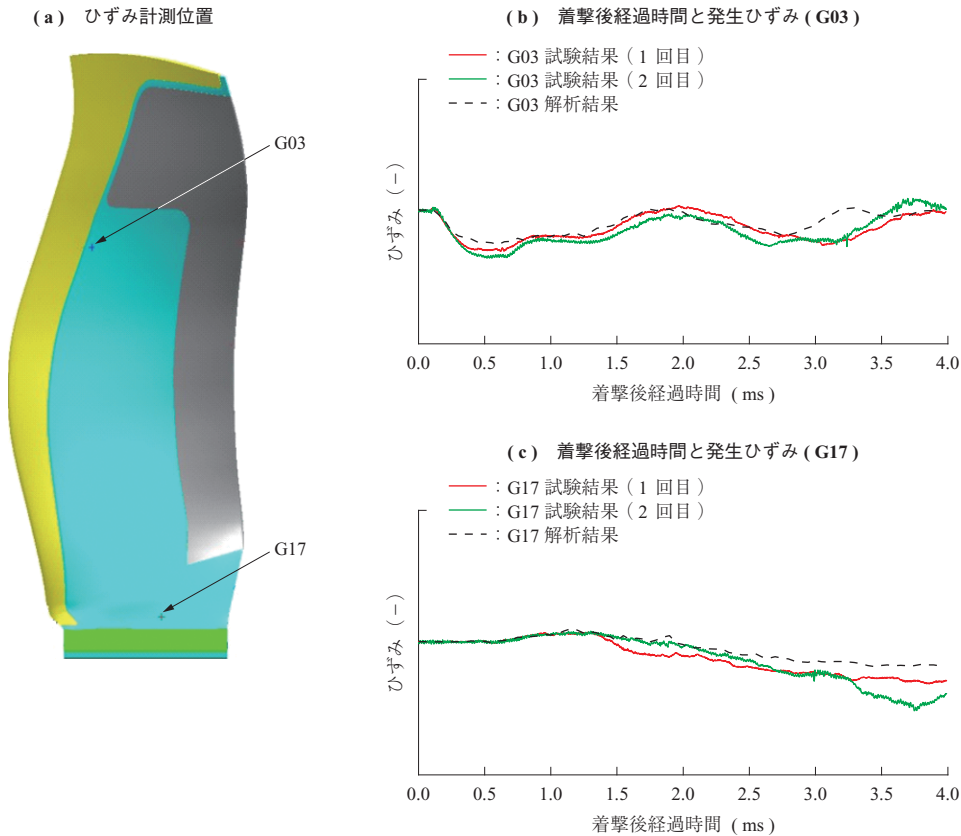 ( a ) ひずみ計測位置
G03
G17
( b ) 着撃後経過時間と発生ひずみ ( G03 )
— : G03 試験結果 ( 1 回目 )
— : G03 試験結果 ( 2 回目 )
--- : G03 解析結果
ひずみ ( − )
0.0 0.5 1.0 1.5 2.0 2.5 3.0 3.5 4.0
着撃後経過時間 ( ms )
( c ) 着撃後経過時間と発生ひずみ ( G17 )
— : G17 試験結果 ( 1 回目 )
— : G17 試験結果 ( 2 回目 )
--- : G17 解析結果
ひずみ ( − )
0.0 0.5 1.0 1.5 2.0 2.5 3.0 3.5 4.0
着撃後経過時間 ( ms )